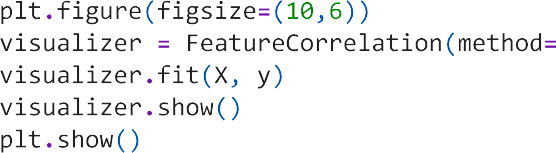 plt.figure(figsize=(10,6))
visualizer = FeatureCorrelation(method=
visualizer.fit(X, y)
visualizer.show()
plt.show()